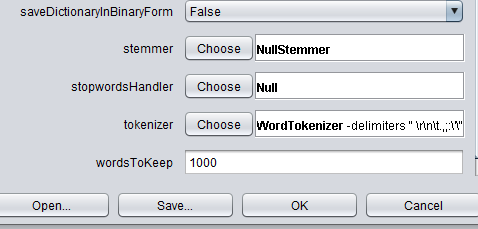 saveDictionaryInBinaryForm False
stemmer Choose NullStemmer
stopwordsHandler Choose Null
tokenizer Choose WordTokenizer -delimiters " \r\n\t.,;:\'\"
wordsToKeep 1000
Open... Save... OK Cancel